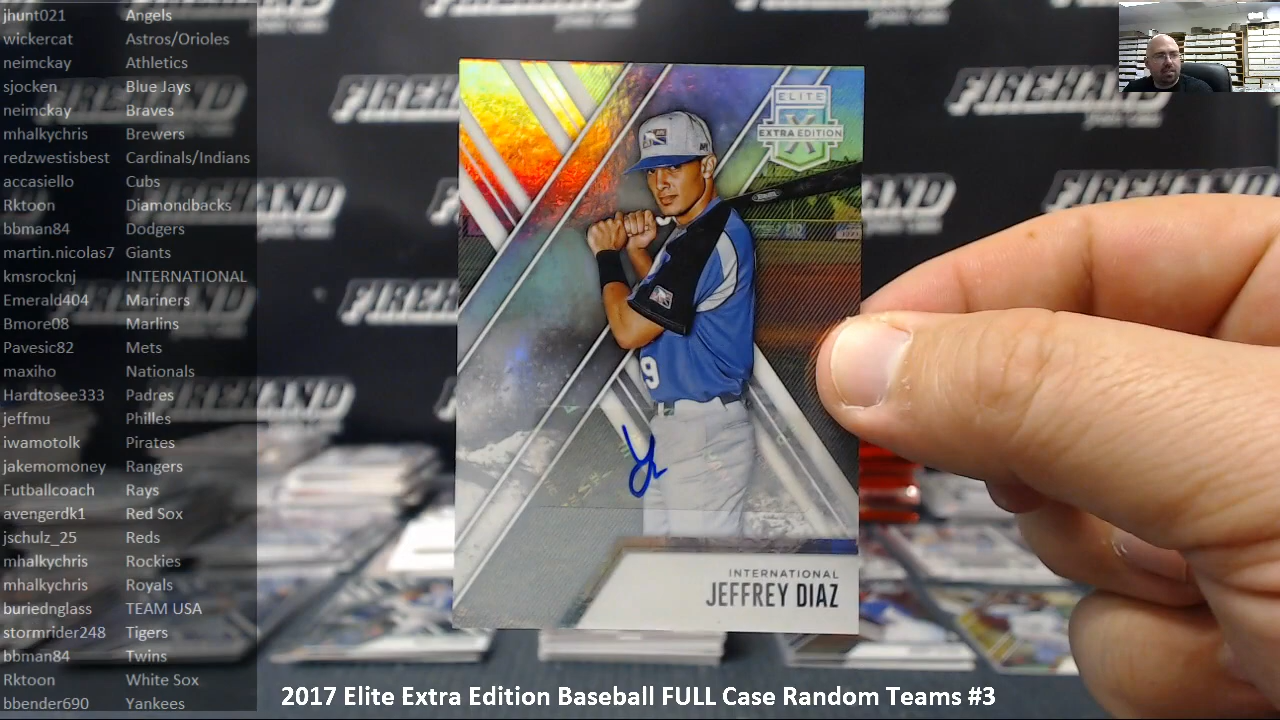 jhunt021 Angels
wickercat Astros/Orioles
neimckay Athletics
sjocken Blue Jays
neimckay Braves
mhalkychris Brewers
redzwestisbest Cardinals/Indians
accasiello Cubs
Rktoon Diamondbacks
bbman84 Dodgers
martin.nicolas7 Giants
kmsrocknj INTERNATIONAL
Emerald404 Mariners
Bmore08 Marlins
Pavesic82 Mets
maxiho Nationals
Hardtosee333 Padres
jeffmu Philles
iwamotolk Pirates
jakemomoney Rangers
Futballcoach Rays
avengerdk1 Red Sox
jschulz_25 Reds
mhalkychris Rockies
mhalkychris Royals
buriednglass TEAM USA
stormrider248 Tigers
bbman84 Twins
Rktoon White Sox
bbender690 Yankees
FIREHAND
ELITE
EXTRA EDITION
9
INTERNATIONAL
JEFFREY DIAZ
2017 Elite Extra Edition Baseball FULL Case Random Teams #3